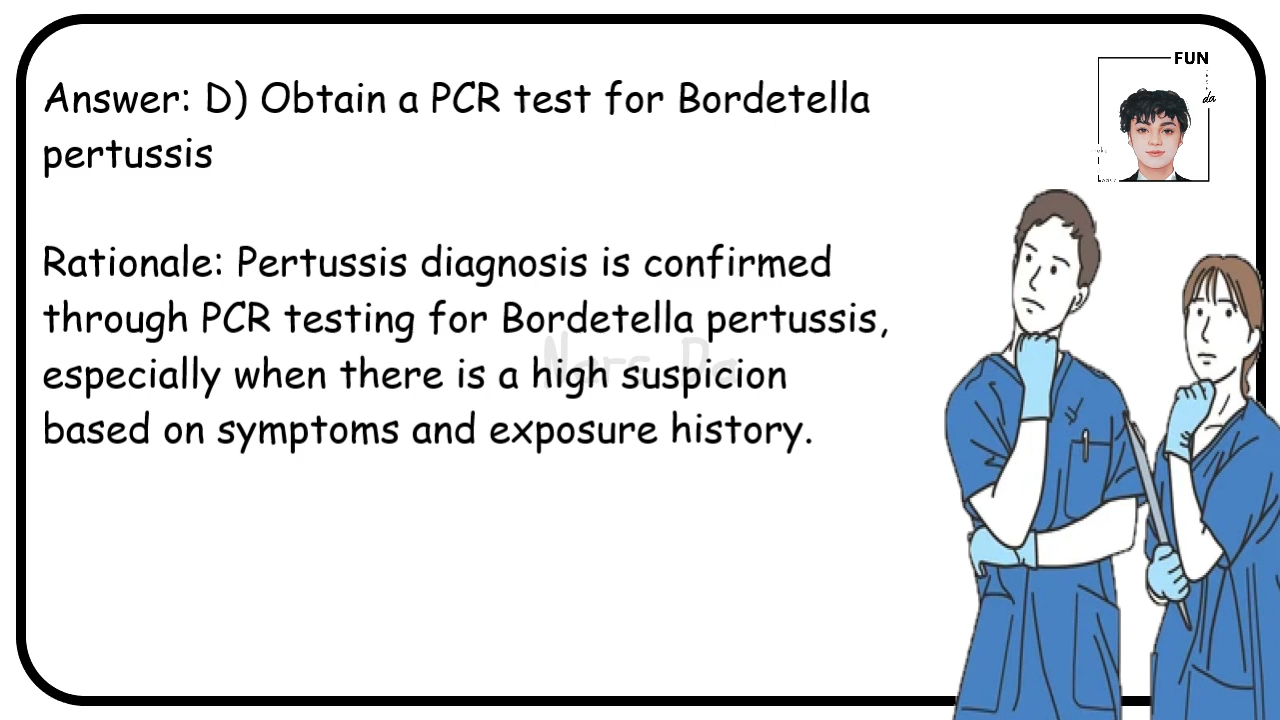 FUN
da
Answer: D) Obtain a PCR test for Bordetella
pertussis
Rationale: Pertussis diagnosis is confirmed
through PCR testing for Bordetella pertussis,
especially when there is a high suspicion
based on symptoms and exposure history.